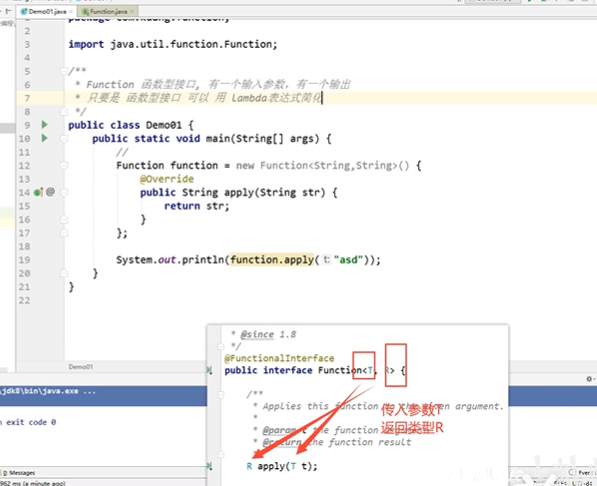 Demo01.java
Function.java
2
3
import java.util.function.Function;
4
5
/**
6
* Function 函数型接口, 有一个输入参数，有一个输出
7
* 只要是 函数型接口 可以 用 lambda表达式简化
8
*/
9
public class Demo01 {
10
public static void main(String[] args) {
11
//
12
Function function = new Function<String,String>() {
13
@Override
14
public String apply(String str) {
15
return str;
16
}
17
};
18
19
System.out.println(function.apply( t: "asd"));
20
}
21
}
22
Demo01
* @since 1.8
*/
@FunctionalInterface
public interface Function<T, R> {
/**
* Applies this function to the given argument.
*
* @param t the function
* @return the function result
*/
R apply(T t);
传入参数T
返回类型R
\jdk8\bin\java.exe ...
n exit code 0
0: Messages
es (a minute ago)